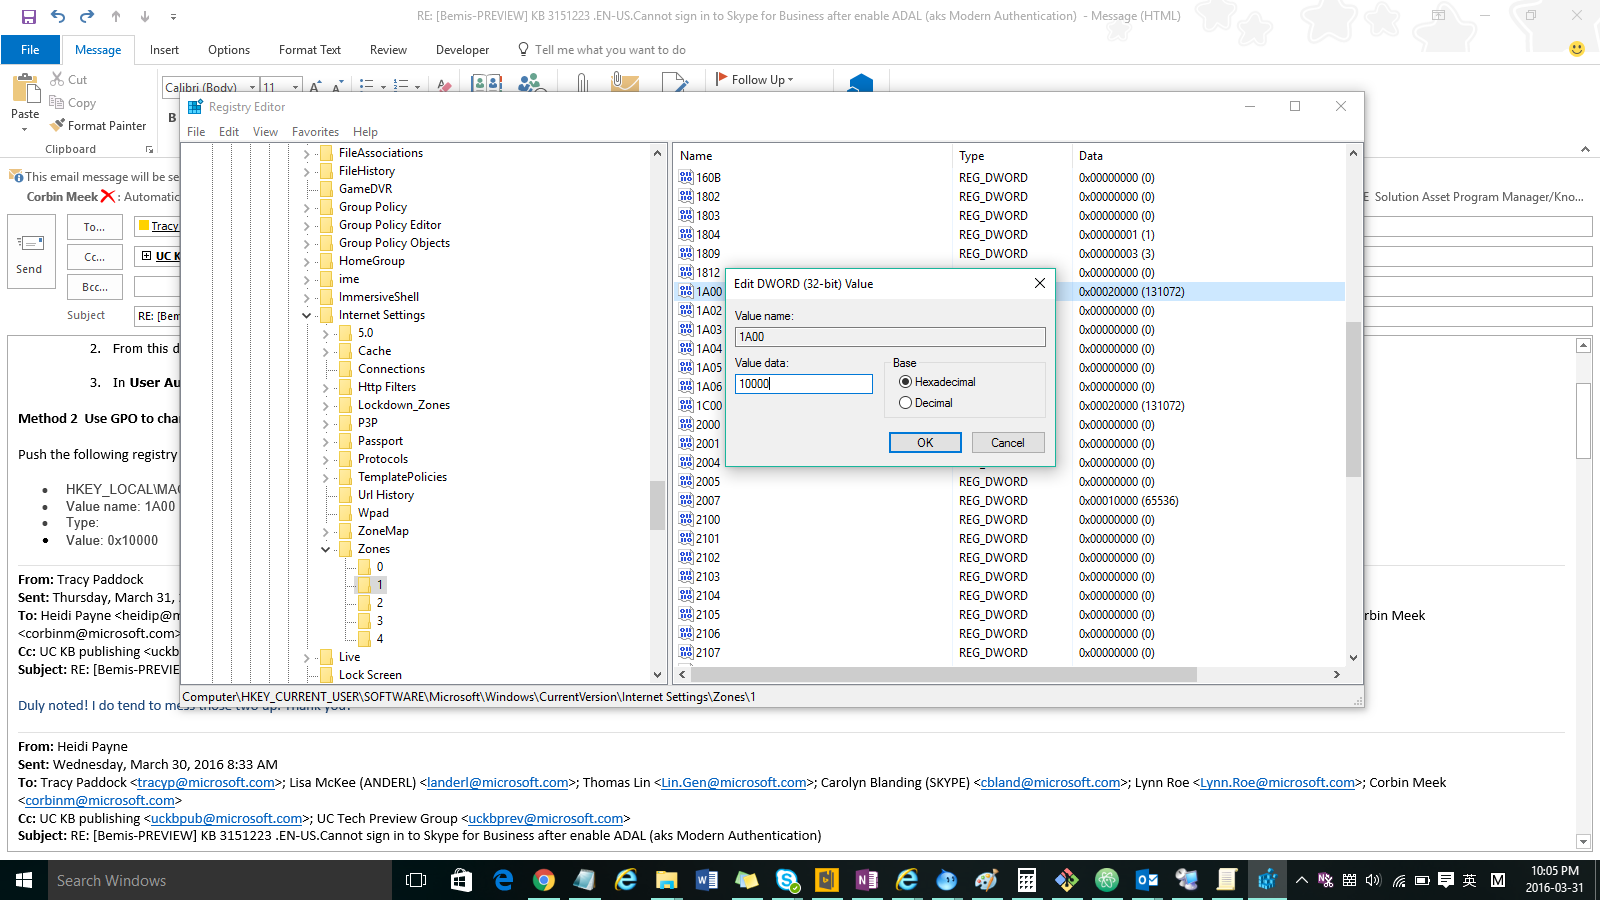 RE: [Bemis-PREVIEW] KB 3151223 .EN-US.Cannot sign in to Skype for Business after enable ADAL (aks Modern Authentication) - Message (HTML)
File Message Insert Options Format Text Review Developer Tell me what you want to do
Cut
Copy
Format Painter
Paste
Clipboard
Calibri (Body) 11
B
Follow Up
This email message will be se
Corbin Meek : Automatic
E Solution Asset Program Manager/Kno...
Send
To... Tracy
Cc... UC K
Bcc...
Subject RE: [Bem
2. From this d
3. In User Au
Method 2 Use GPO to char
Push the following registry
• HKEY_LOCAL\MAC
• Value name: 1A00
• Type:
• Value: 0x10000
From: Tracy Paddock
Sent: Thursday, March 31,
To: Heidi Payne <heidip@m
rbin Meek
<corbinm@microsoft.com>
Cc: UC KB publishing <uckb
Subject: RE: [Bemis-PREVIE
Duly noted! I do tend to mess those two up. Thank you!
From: Heidi Payne
Sent: Wednesday, March 30, 2016 8:33 AM
To: Tracy Paddock <tracyp@microsoft.com>; Lisa McKee (ANDERL) <landerl@microsoft.com>; Thomas Lin <Lin.Gen@microsoft.com>; Carolyn Blanding (SKYPE) <cbland@microsoft.com>; Lynn Roe <Lynn.Roe@microsoft.com>; Corbin Meek
<corbinm@microsoft.com>
Cc: UC KB publishing <uckbpub@microsoft.com>; UC Tech Preview Group <uckbprev@microsoft.com>
Subject: RE: [Bemis-PREVIEW] KB 3151223 .EN-US.Cannot sign in to Skype for Business after enable ADAL (aks Modern Authentication)
Registry Editor
File Edit View Favorites Help
FileAssociations
FileHistory
GameDVR
Group Policy
Group Policy Editor
Group Policy Objects
HomeGroup
ime
ImmersiveShell
Internet Settings
5.0
Cache
Connections
Http Filters
Lockdown_Zones
P3P
Passport
Protocols
TemplatePolicies
Url History
Wpad
ZoneMap
Zones
0
1
2
3
4
Live
Lock Screen
Name Type Data
160B REG_DWORD 0x00000000 (0)
1802 REG_DWORD 0x00000000 (0)
1803 REG_DWORD 0x00000000 (0)
1804 REG_DWORD 0x00000001 (1)
1809 REG_DWORD 0x00000003 (3)
1812 0x00000000 (0)
1A00 0x00020000 (131072)
1A02 0x00000000 (0)
1A03 0x00000000 (0)
1A04 0x00000000 (0)
1A05 0x00000000 (0)
1A06 0x00000000 (0)
1C00 0x00020000 (131072)
2000 0x00000000 (0)
2001 0x00000000 (0)
2004 0x00000000 (0)
2005 REG_DWORD 0x00000000 (0)
2007 REG_DWORD 0x00010000 (65536)
2100 REG_DWORD 0x00000000 (0)
2101 REG_DWORD 0x00000000 (0)
2102 REG_DWORD 0x00000000 (0)
2103 REG_DWORD 0x00000000 (0)
2104 REG_DWORD 0x00000000 (0)
2105 REG_DWORD 0x00000000 (0)
2106 REG_DWORD 0x00000000 (0)
2107 REG_DWORD 0x00000000 (0)
Computer\HKEY_CURRENT_USER\SOFTWARE\Microsoft\Windows\CurrentVersion\Internet Settings\Zones\1
Edit DWORD (32-bit) Value
Value name:
1A00
Value data:
10000
Base
Hexadecimal
Decimal
OK Cancel
Search Windows
英 M
10:05 PM
2016-03-31